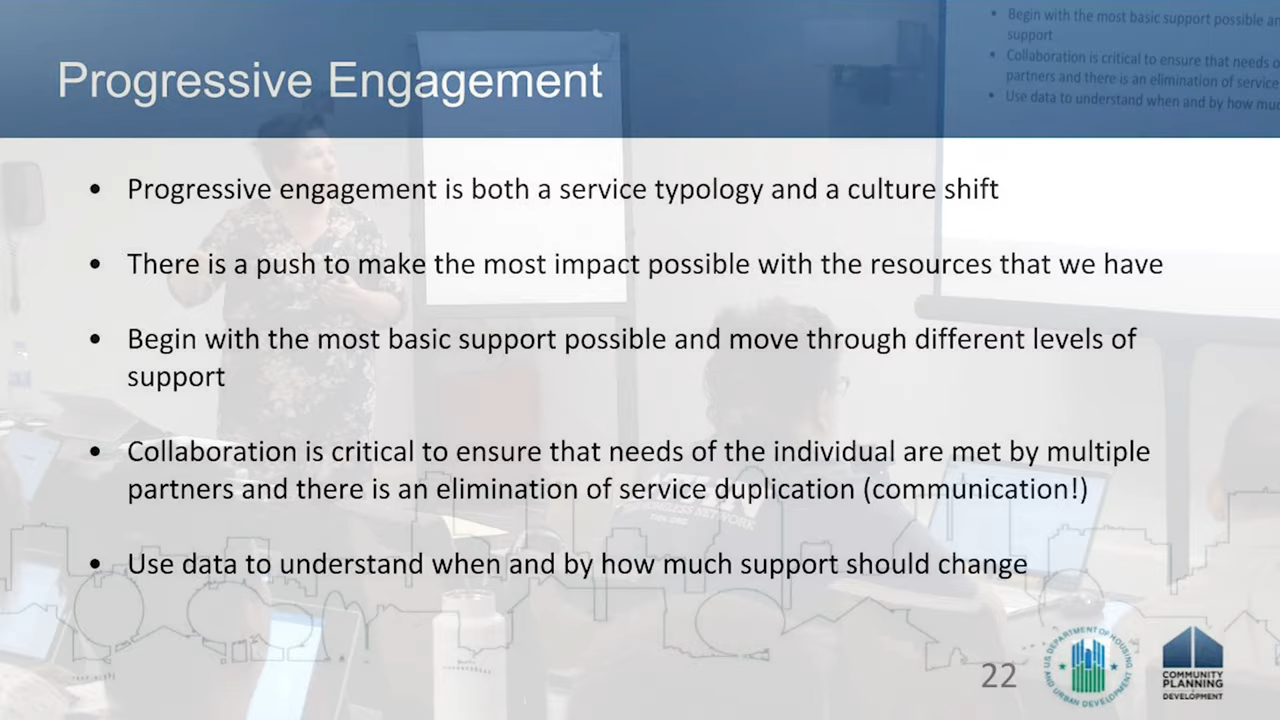 Progressive Engagement
• Begin with the most basic support possible an
support
• Collaboration is critical to ensure that needs o
partners and there is an elimination of service
• Use data to understand when and by how muc
• Progressive engagement is both a service typology and a culture shift
• There is a push to make the most impact possible with the resources that we have
• Begin with the most basic support possible and move through different levels of
support
• Collaboration is critical to ensure that needs of the individual are met by multiple
partners and there is an elimination of service duplication (communication!)
• Use data to understand when and by how much support should change
NETWORK
22
U.S. DEPARTMENT OF HOUSING
AND URBAN DEVELOPMENT
COMMUNITY
PLANNING
DEVELOPMENT